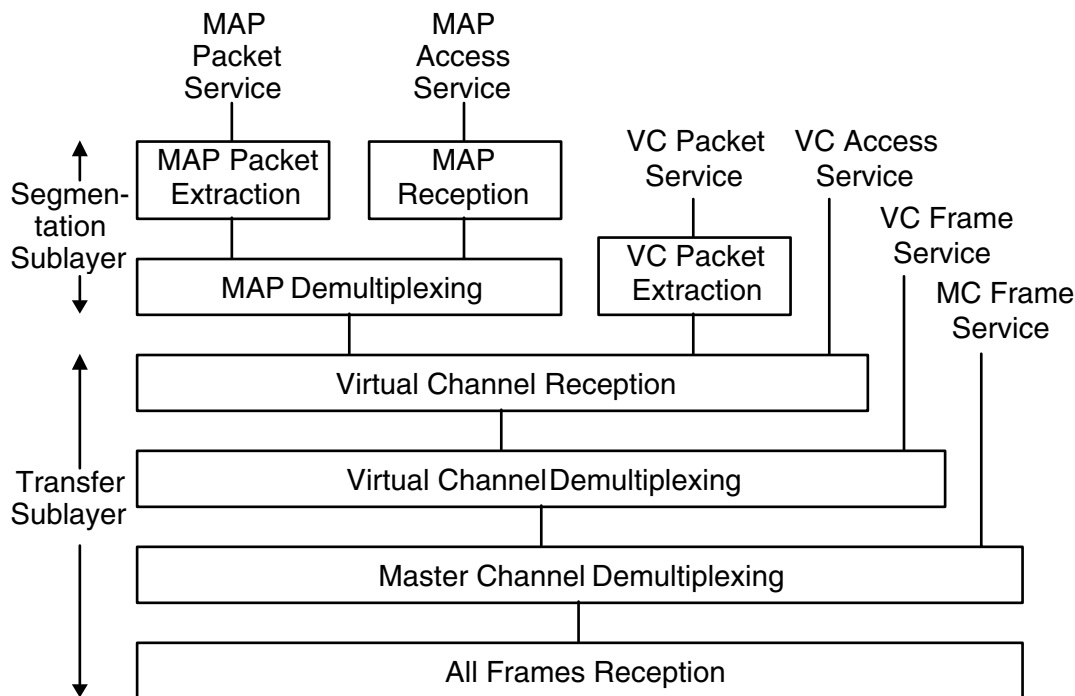 MAP
Packet
Service
MAP
Access
Service
VC Packet
Service
VC Access
Service
VC Frame
Service
MC Frame
Service
Segmen-
tation
Sublayer
MAP Packet
Extraction
MAP
Reception
VC Packet
Extraction
MAP Demultiplexing
Transfer
Sublayer
Virtual Channel Reception
Virtual Channel Demultiplexing
Master Channel Demultiplexing
All Frames Reception